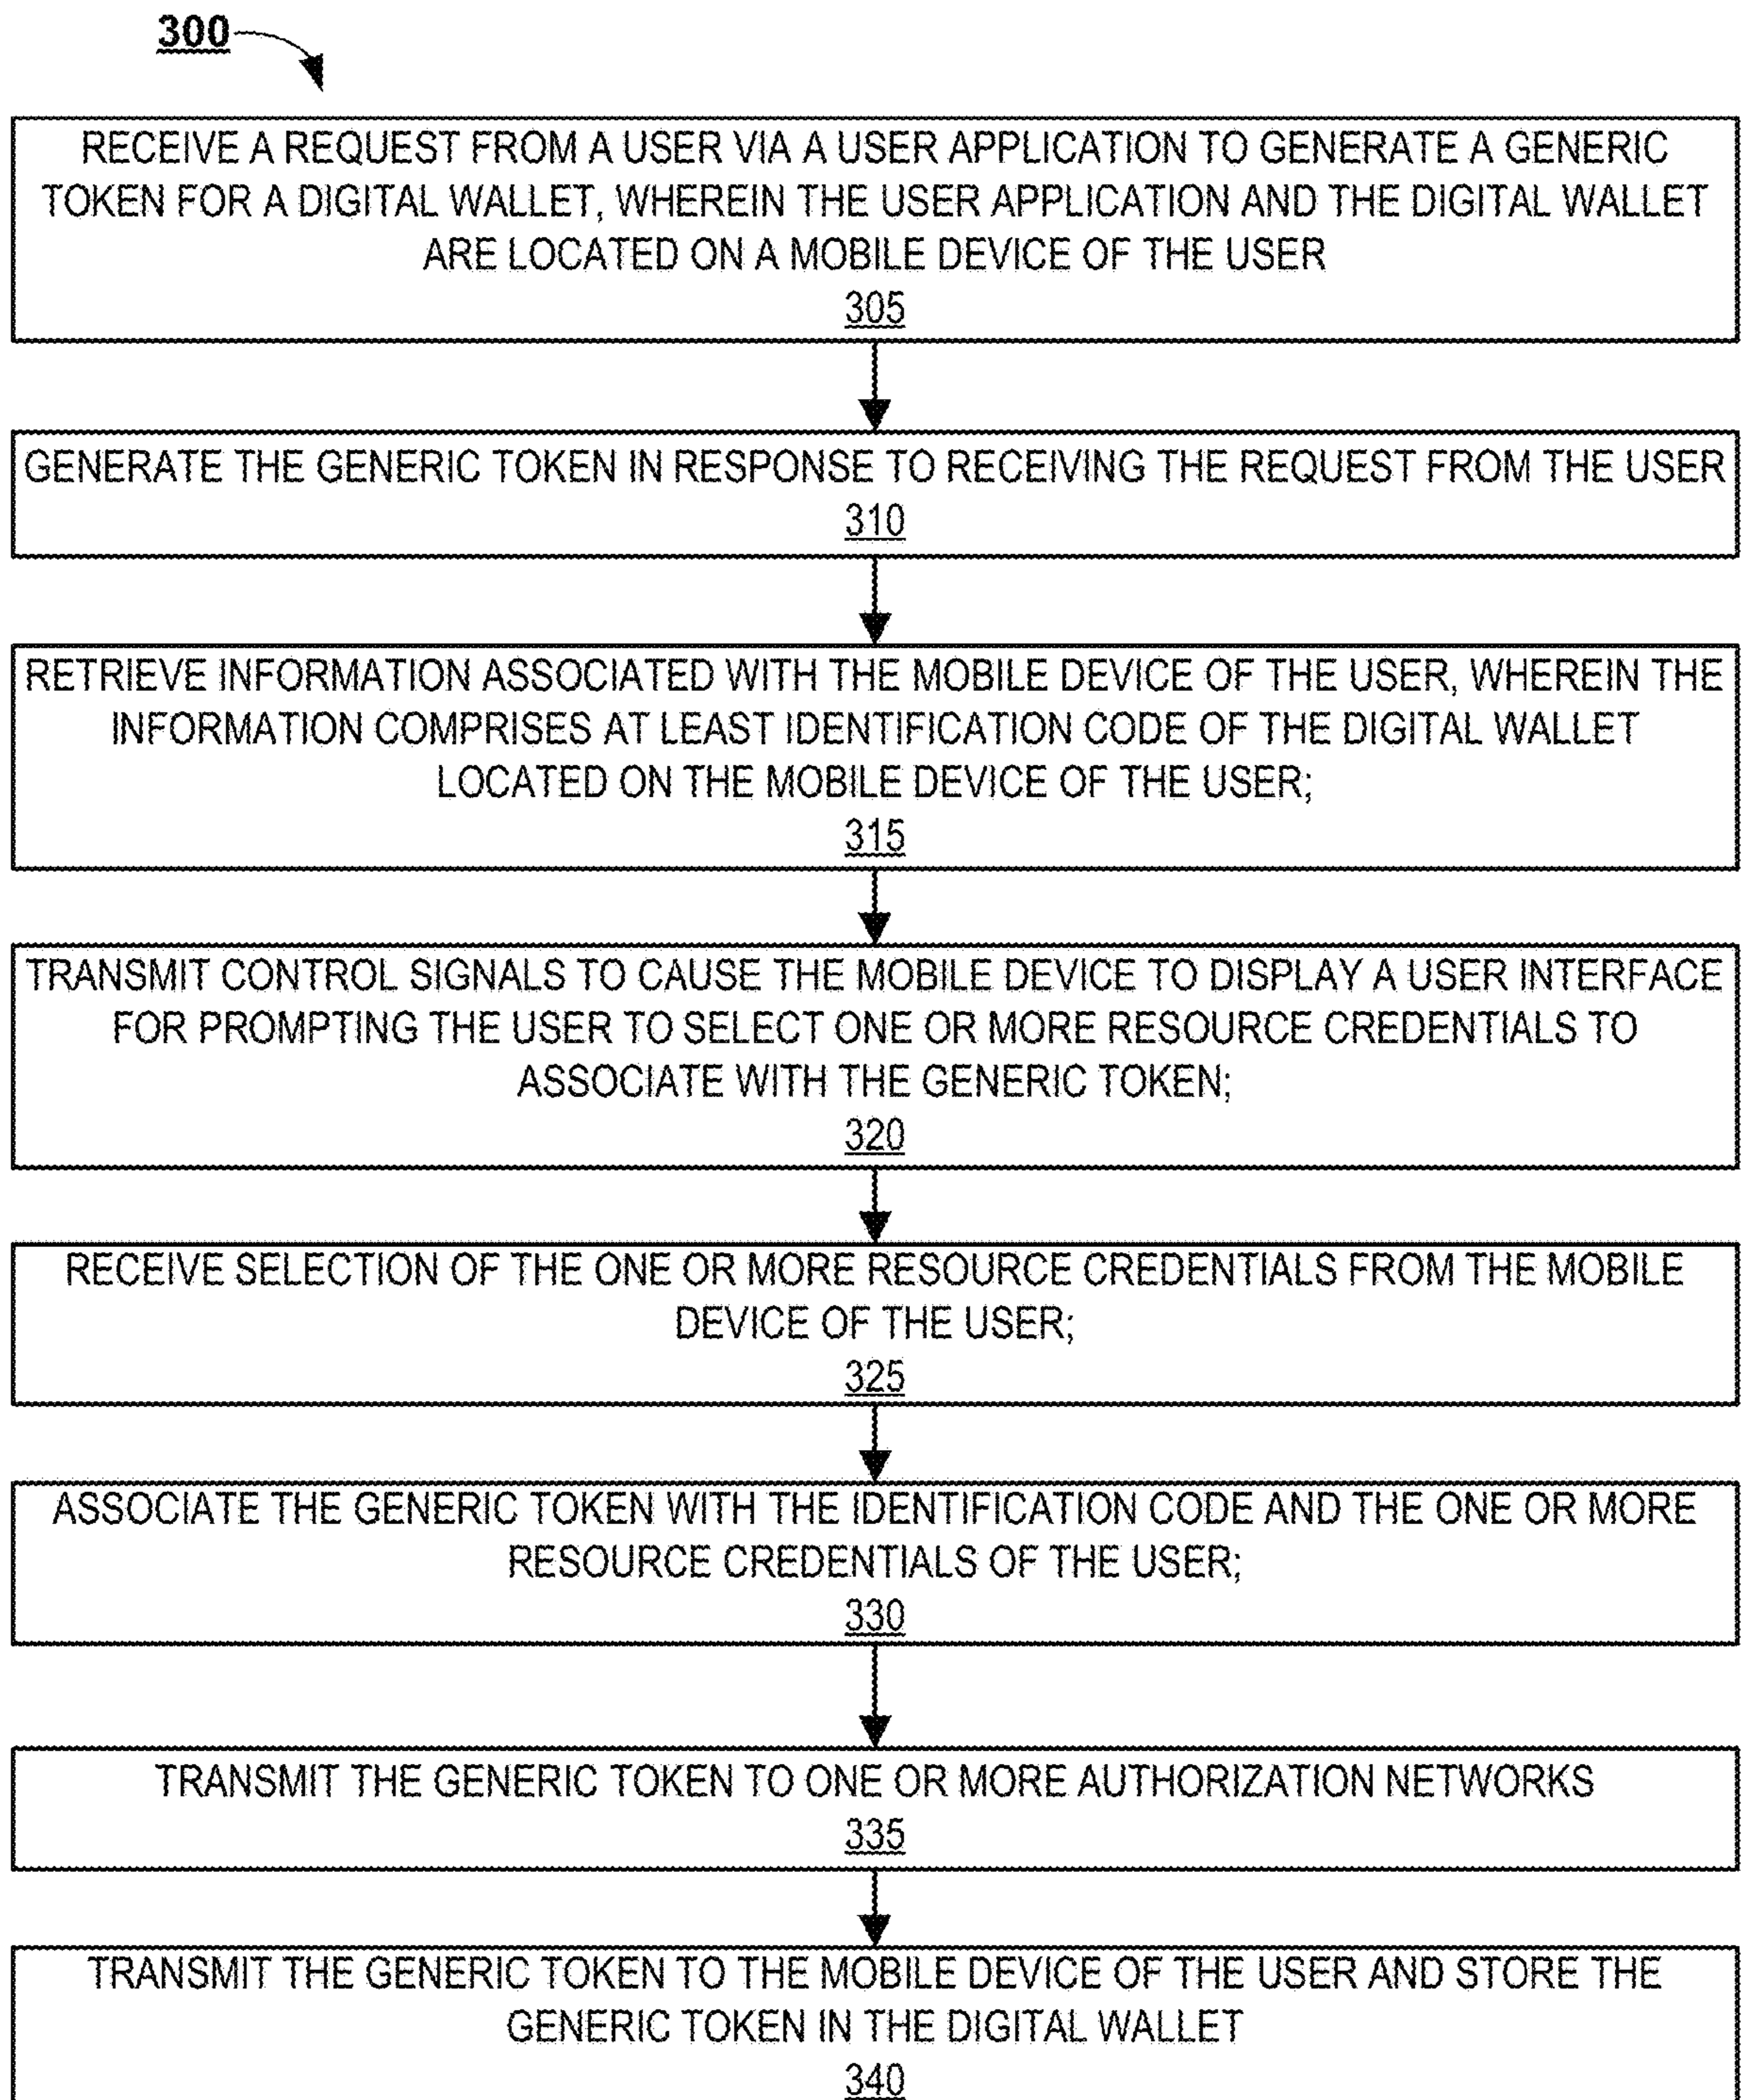 300
RECEIVE A REQUEST FROM A USER VIA A USER APPLICATION TO GENERATE A GENERIC
TOKEN FOR A DIGITAL WALLET, WHEREIN THE USER APPLICATION AND THE DIGITAL WALLET
ARE LOCATED ON A MOBILE DEVICE OF THE USER
305
GENERATE THE GENERIC TOKEN IN RESPONSE TO RECEIVING THE REQUEST FROM THE USER
310
RETRIEVE INFORMATION ASSOCIATED WITH THE MOBILE DEVICE OF THE USER, WHEREIN THE
INFORMATION COMPRISES AT LEAST IDENTIFICATION CODE OF THE DIGITAL WALLET
LOCATED ON THE MOBILE DEVICE OF THE USER;
315
TRANSMIT CONTROL SIGNALS TO CAUSE THE MOBILE DEVICE TO DISPLAY A USER INTERFACE
FOR PROMPTING THE USER TO SELECT ONE OR MORE RESOURCE CREDENTIALS TO
ASSOCIATE WITH THE GENERIC TOKEN;
320
RECEIVE SELECTION OF THE ONE OR MORE RESOURCE CREDENTIALS FROM THE MOBILE
DEVICE OF THE USER;
325
ASSOCIATE THE GENERIC TOKEN WITH THE IDENTIFICATION CODE AND THE ONE OR MORE
RESOURCE CREDENTIALS OF THE USER;
330
TRANSMIT THE GENERIC TOKEN TO ONE OR MORE AUTHORIZATION NETWORKS
335
TRANSMIT THE GENERIC TOKEN TO THE MOBILE DEVICE OF THE USER AND STORE THE
GENERIC TOKEN IN THE DIGITAL WALLET
340